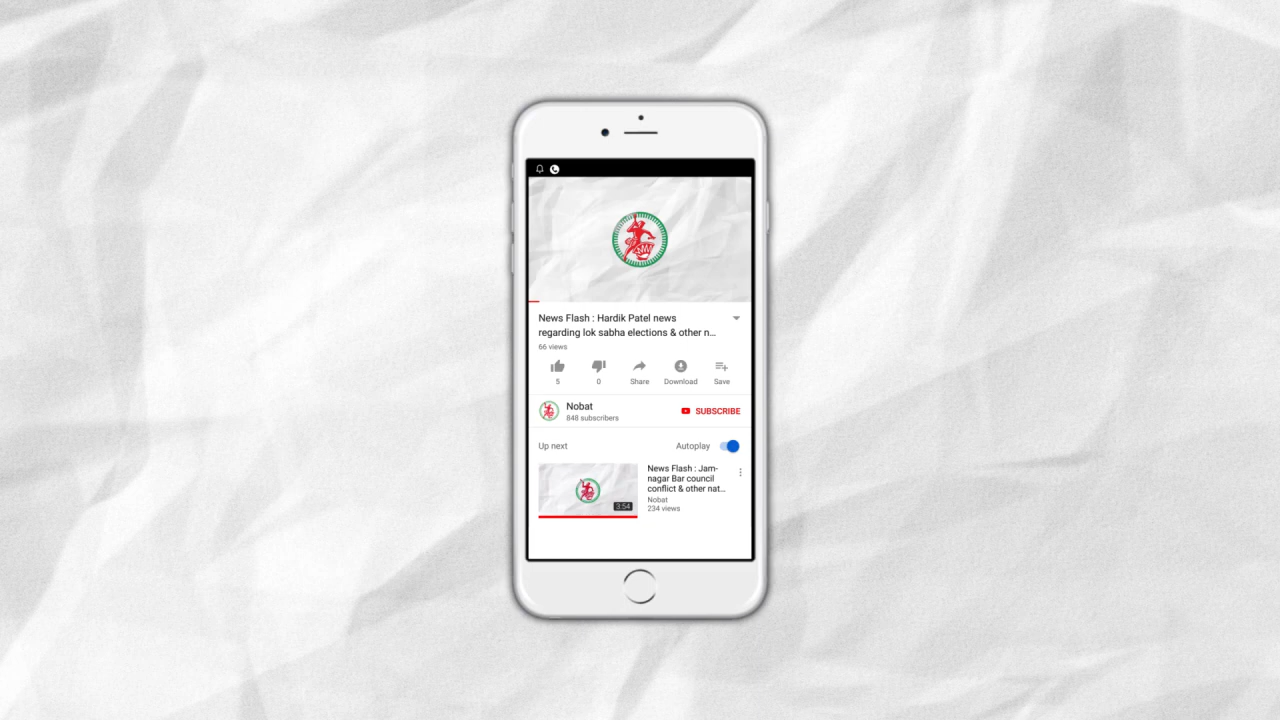 News Flash : Hardik Patel news
regarding lok sabha elections & other n...
66 views
5
0
Share
Download
Save
Nobat
848 subscribers
SUBSCRIBE
Up next
Autoplay
News Flash : Jam-
nagar Bar council
conflict & other nat...
Nobat
234 views
3:54